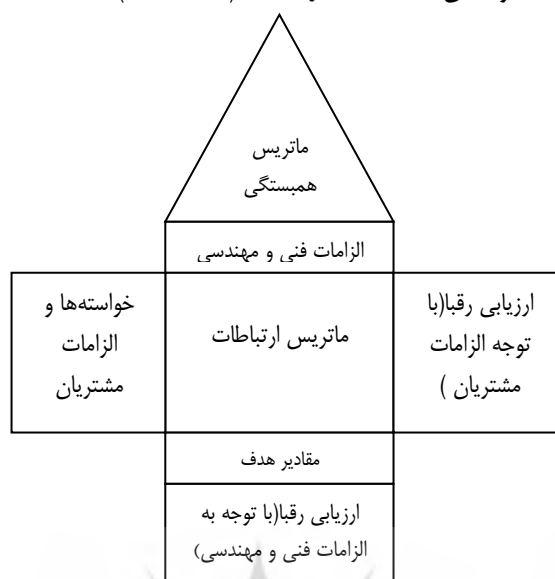 ماتریس
همبستگی
الزامات فنی و مهندسی
ارزیابی رقبا(با
توجه الزامات
مشتریان )
ماتریس ارتباطات
خواسته‌ها و
الزامات
مشتریان
مقادیر هدف
ارزیابی رقبا(با توجه به
الزامات فنی و مهندسی)